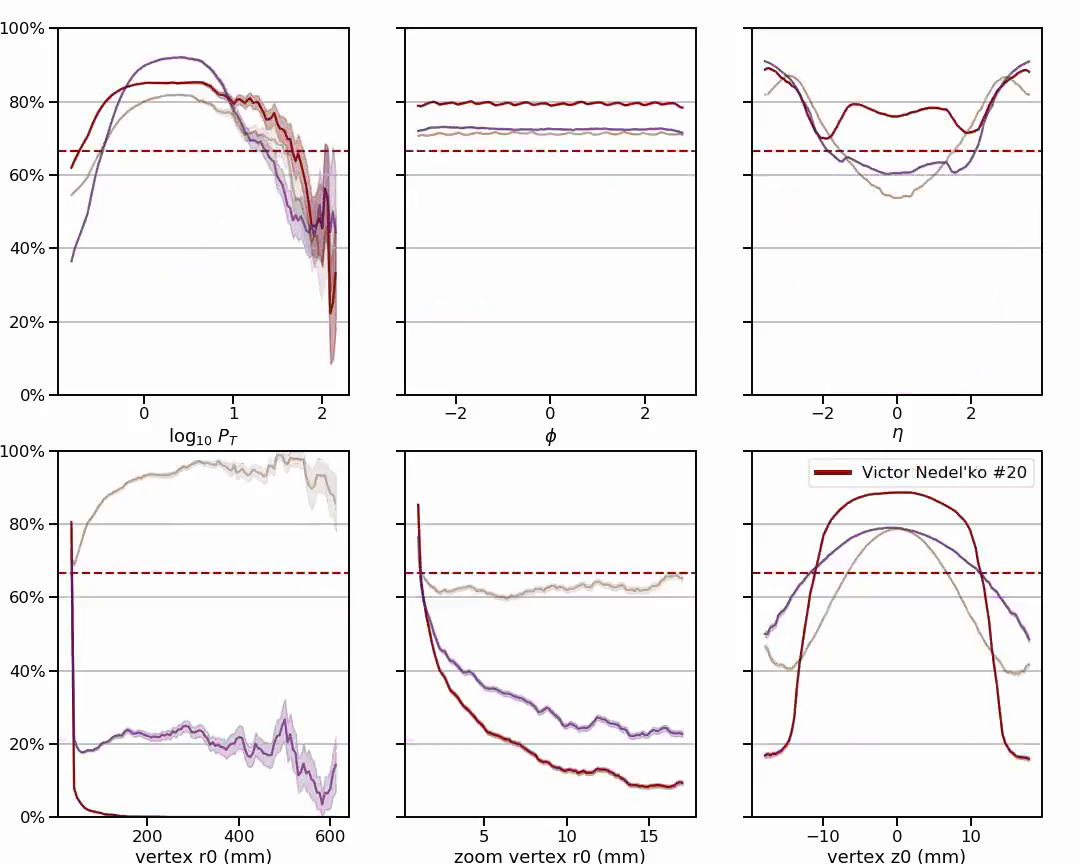 100%
80%
60%
40%
20%
0%
0 1 2
−2 0 2
−2 0 2
log₁₀ P_T
ϕ
η
100%
80%
60%
40%
20%
0%
Victor Nedel'ko #20
200 400 600
5 10 15
−10 0 10
vertex r0 (mm)
zoom vertex r0 (mm)
vertex z0 (mm)